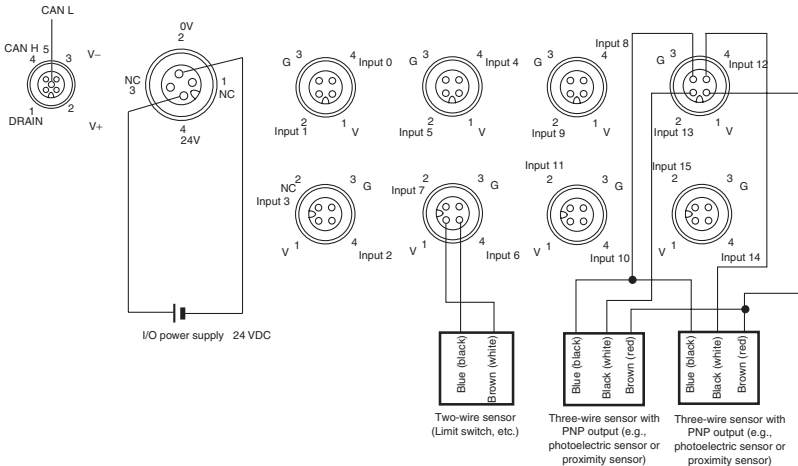 CAN L
CAN H 5
4 3 V–
1 2
DRAIN V+
0V
2
NC
3
1
NC
4
24V
G 3 4 Input 0
2 1
Input 1 V
G 3 4 Input 4
2 1
Input 5 V
Input 8
G 3 4
2 1
Input 9 V
G 3 4 Input 12
2 1
Input 13 V
NC 2 3 G
Input 3
V 1 4 Input 2
Input 7 2 3 G
V 1 4 Input 6
Input 11
2 3 G
V 1 4 Input 10
Input 15
2 3 G
V 1 4 Input 14
I/O power supply 24 VDC
Blue (black)
Brown (white)
Two-wire sensor
(Limit switch, etc.)
Blue (black)
Black (white)
Brown (red)
Three-wire sensor with
PNP output (e.g.,
photoelectric sensor or
proximity sensor)
Blue (black)
Black (white)
Brown (red)
Three-wire sensor with
PNP output (e.g.,
photoelectric sensor or
proximity sensor)